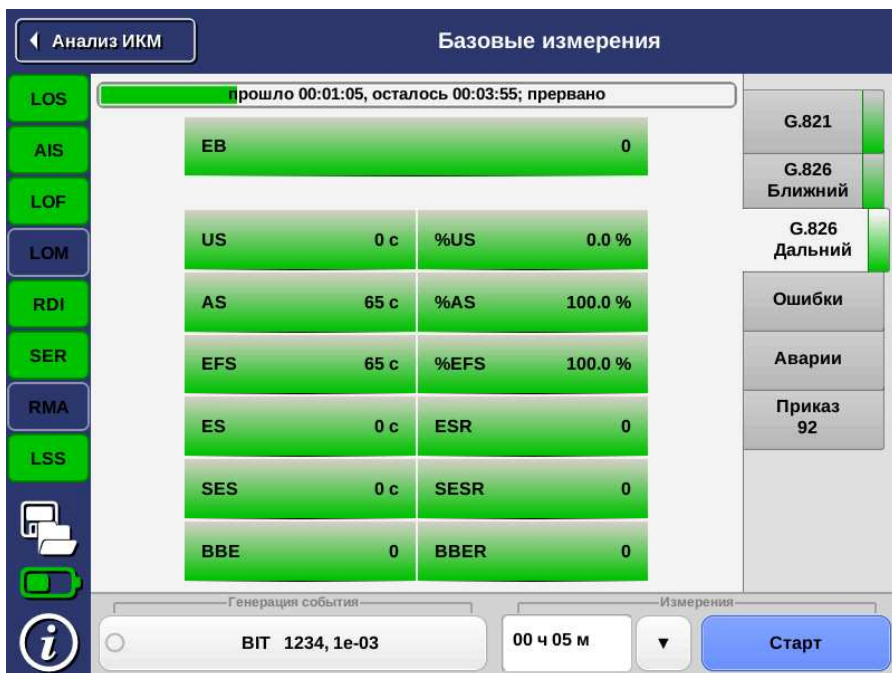 Анализ ИКМ
Базовые измерения
LOS
AIS
LOF
LOM
RDI
SER
RMA
LSS
прошло 00:01:05, осталось 00:03:55; прервано
EB 0
US 0 с %US 0.0 %
AS 65 с %AS 100.0 %
EFS 65 с %EFS 100.0 %
ES 0 с ESR 0
SES 0 с SESR 0
BBE 0 BBER 0
G.821
G.826
Ближний
G.826
Дальний
Ошибки
Аварии
Приказ
92
Генерация события
BIT 1234, 1e-03
Измерения
00 ч 05 м
Старт
i